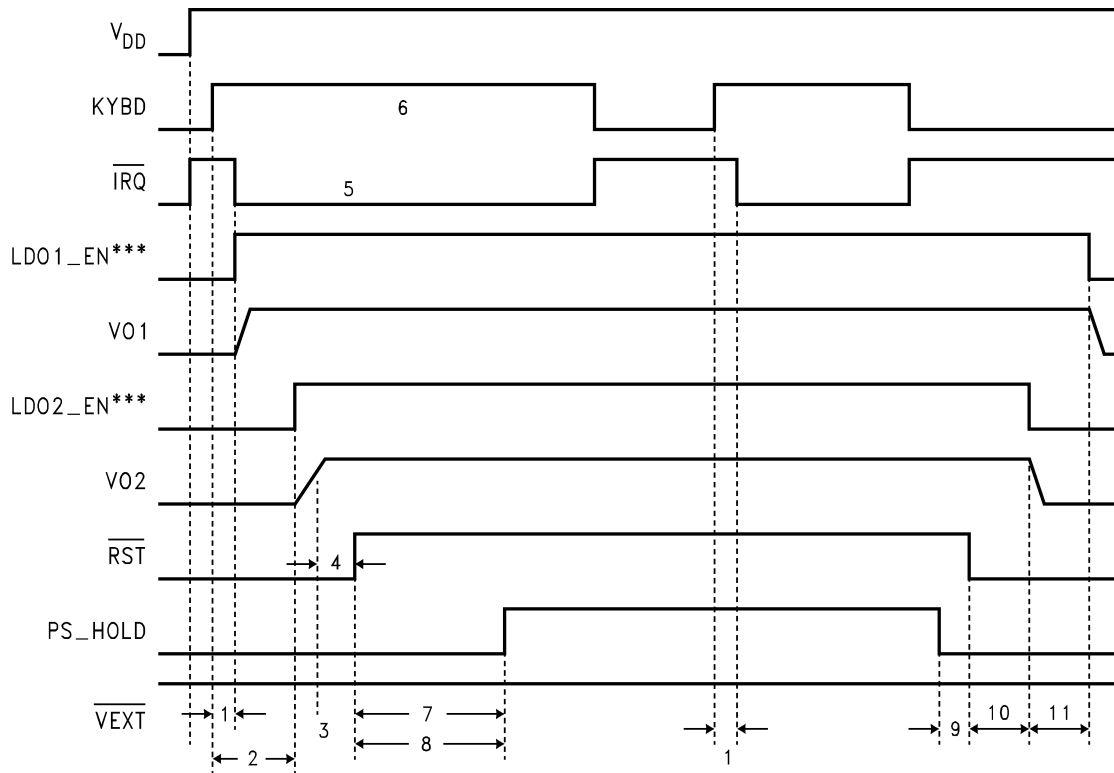 VDD
KYBD
6
IRQ
5
LDO1_EN***
VO1
LDO2_EN***
VO2
RST
4
PS_HOLD
VEXT
1
3
7
9
10
11
2
8
1